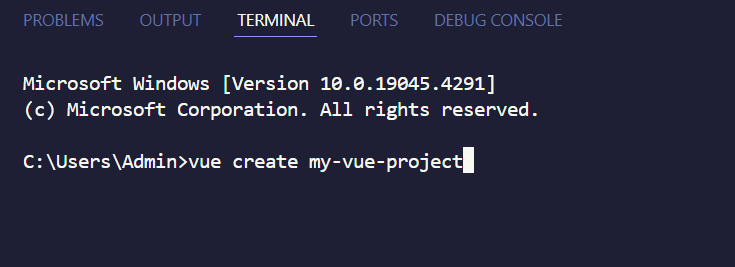 PROBLEMS OUTPUT TERMINAL PORTS DEBUG CONSOLE
Microsoft Windows [Version 10.0.19045.4291]
(c) Microsoft Corporation. All rights reserved.
C:\Users\Admin>vue create my-vue-project